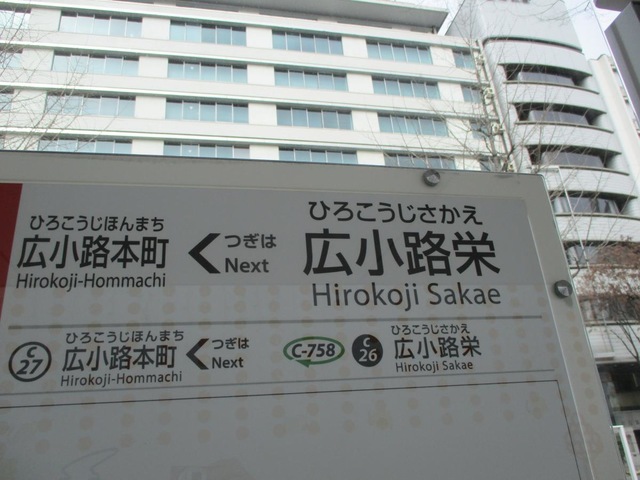 ひろこうじほんまち
広小路本町
Hirokoji-Hommachi
つぎは
Next
ひろこうじさかえ
広小路栄
Hirokoji Sakae
C
27
ひろこうじほんまち
広小路本町
Hirokoji-Hommachi
つぎは
Next
C-758
C
26
ひろこうじさかえ
広小路栄
Hirokoji Sakae